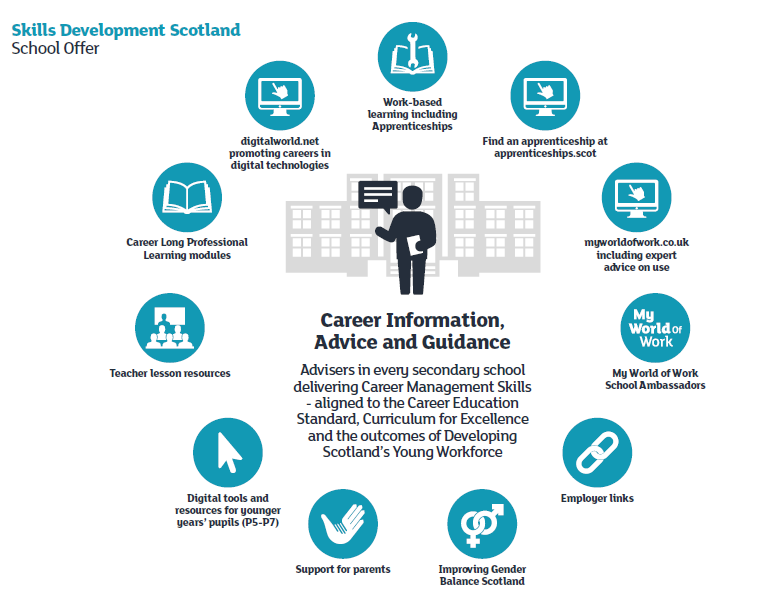 Skills Development Scotland
School Offer
Work-based
learning including
Apprenticeships
digitalworld.net
promoting careers in
digital technologies
Find an apprenticeship at
apprenticeships.scot
Career Long Professional
Learning modules
myworldofwork.co.uk
including expert
advice on use
Career Information,
Advice and Guidance
Advisers in every secondary school
delivering Career Management Skills
- aligned to the Career Education
Standard, Curriculum for Excellence
and the outcomes of Developing
Scotland's Young Workforce
Teacher lesson resources
My
World Of
Work
My World of Work
School Ambassadors
Digital tools and
resources for younger
years' pupils (P5-P7)
Employer links
Support for parents
Improving Gender
Balance Scotland